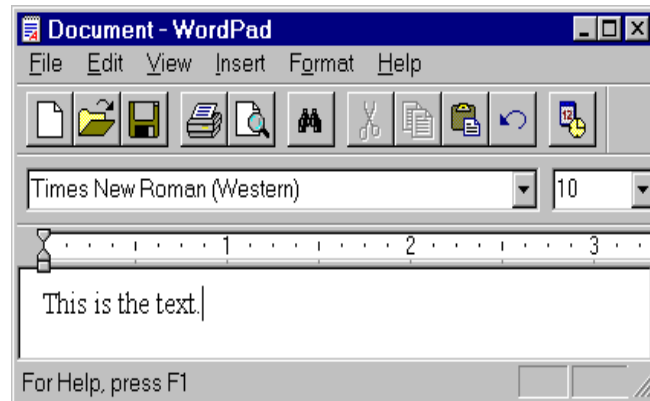 Document - WordPad
File Edit View Insert Format Help
12
Times New Roman (Western) 10
1 2 3
This is the text.
For Help, press F1